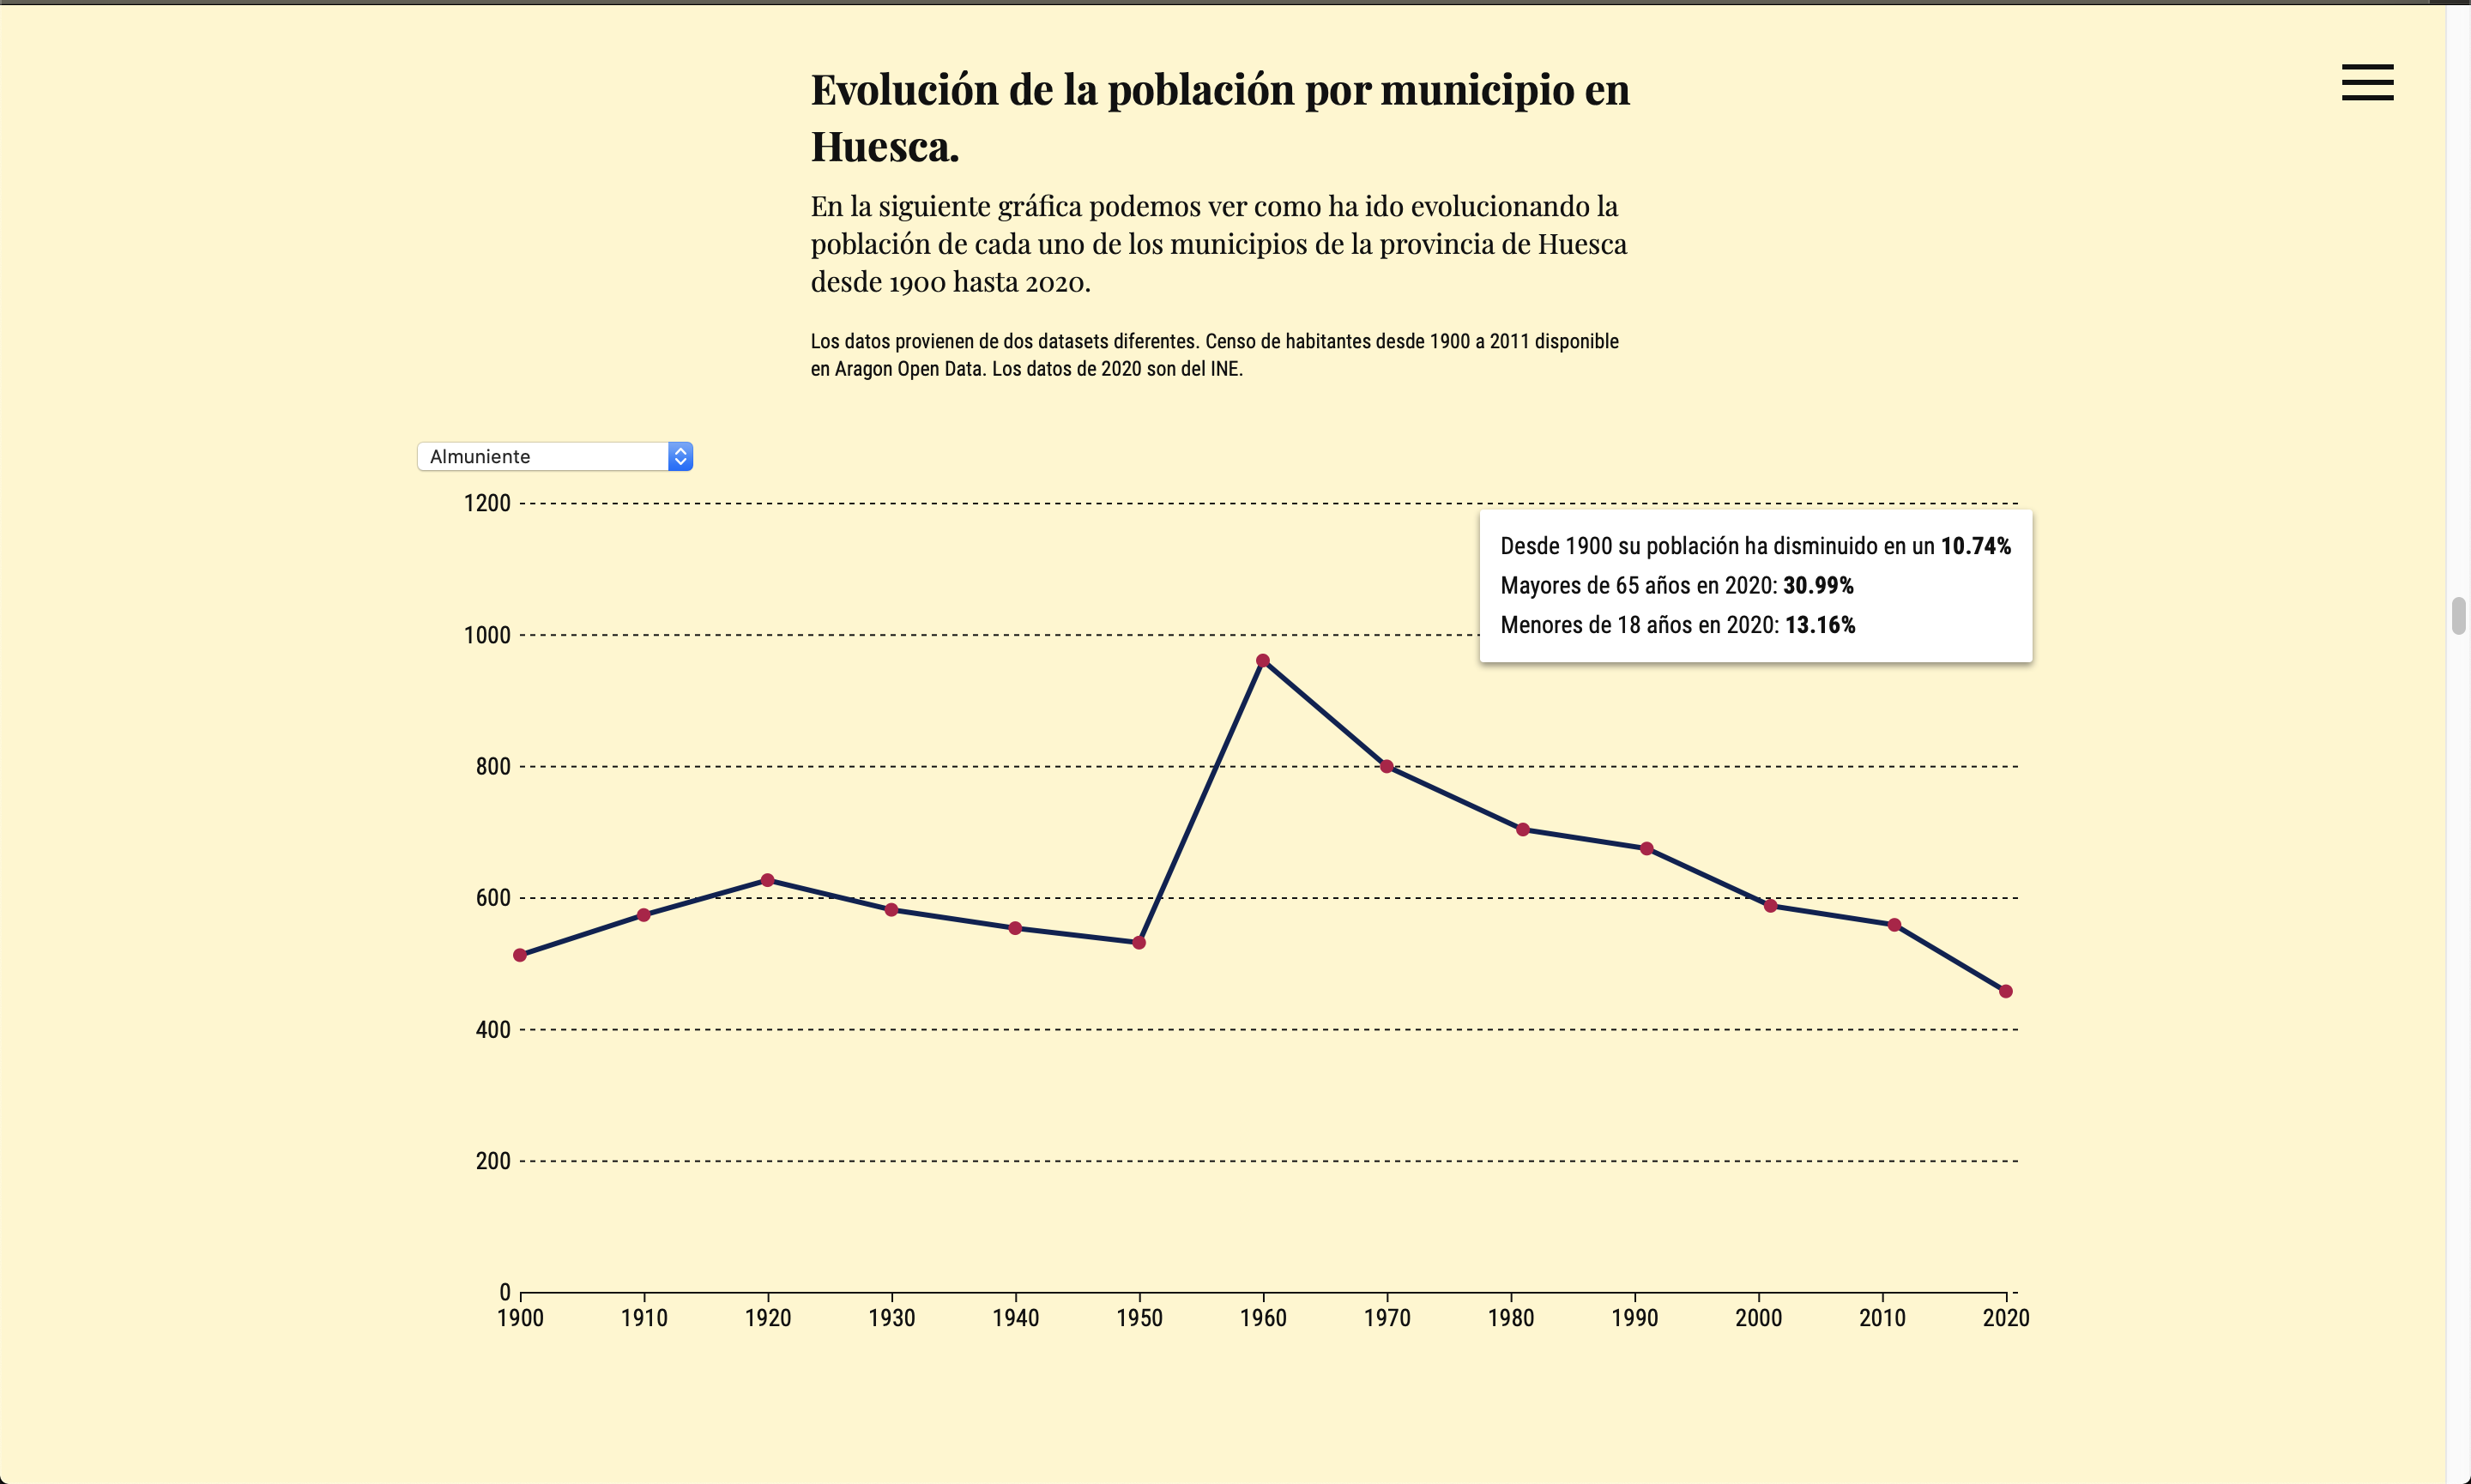 Evolución de la población por municipio en
Huesca.
En la siguiente gráfica podemos ver como ha ido evolucionando la
población de cada uno de los municipios de la provincia de Huesca
desde 1900 hasta 2020.
Los datos provienen de dos datasets diferentes. Censo de habitantes desde 1900 a 2011 disponible
en Aragon Open Data. Los datos de 2020 son del INE.
Almuniente
1200
Desde 1900 su población ha disminuido en un 10.74%
Mayores de 65 años en 2020: 30.99%
Menores de 18 años en 2020: 13.16%
1000
800
600
400
200
0
1900 1910 1920 1930 1940 1950 1960 1970 1980 1990 2000 2010 2020